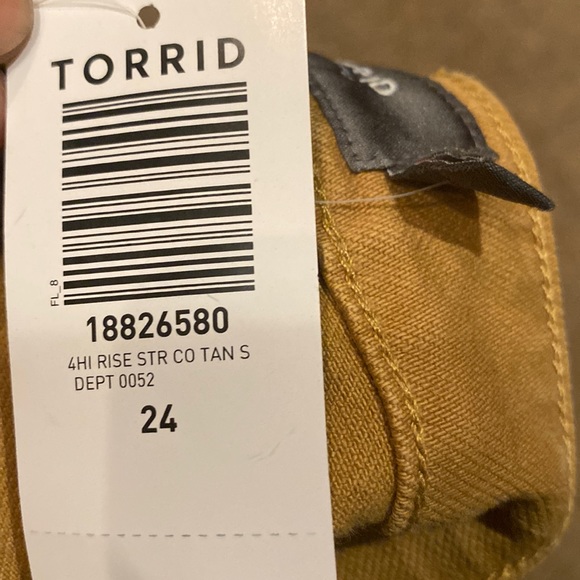 TORRID
FL_8
18826580
4HI RISE STR CO TAN S
DEPT 0052
24